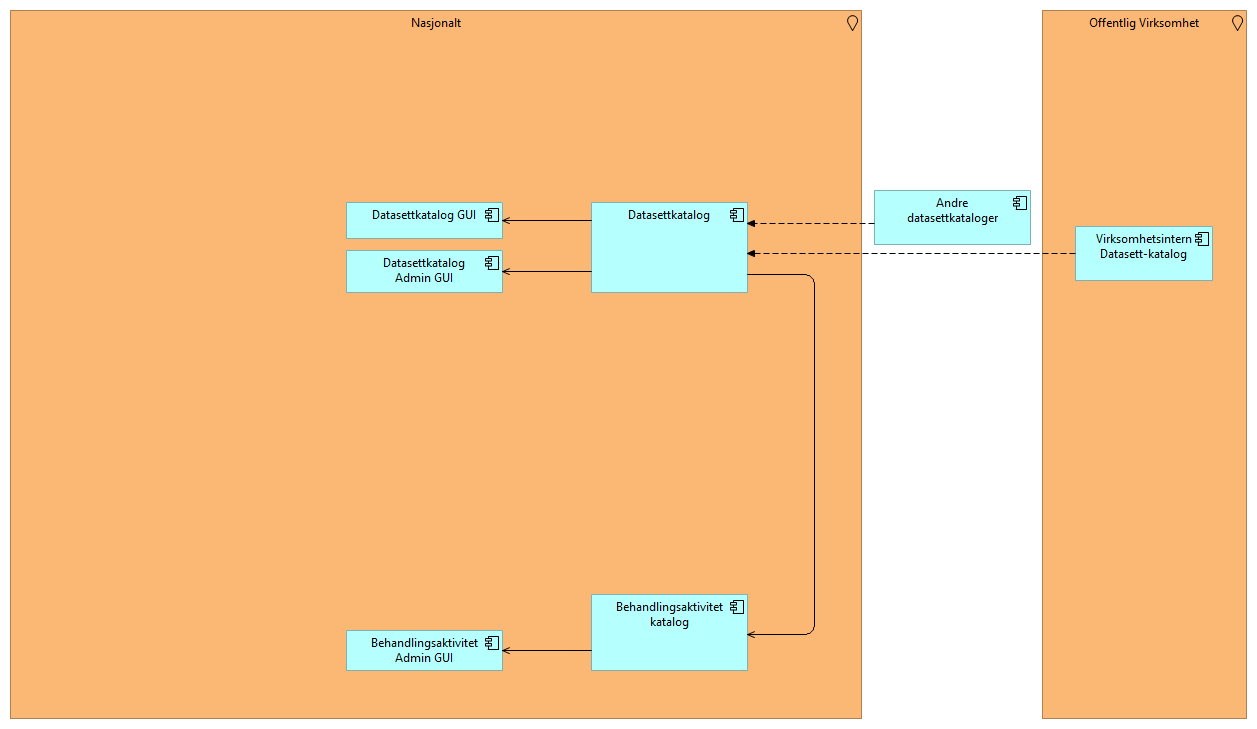 Nasjonalt
Offentlig Virksomhet
Datasettkatalog GUI
Datasettkatalog
Andre
datasettkataloger
Virksomhetsintern
Datasett-katalog
Datasettkatalog
Admin GUI
Behandlingsaktivitet
katalog
Behandlingsaktivitet
Admin GUI